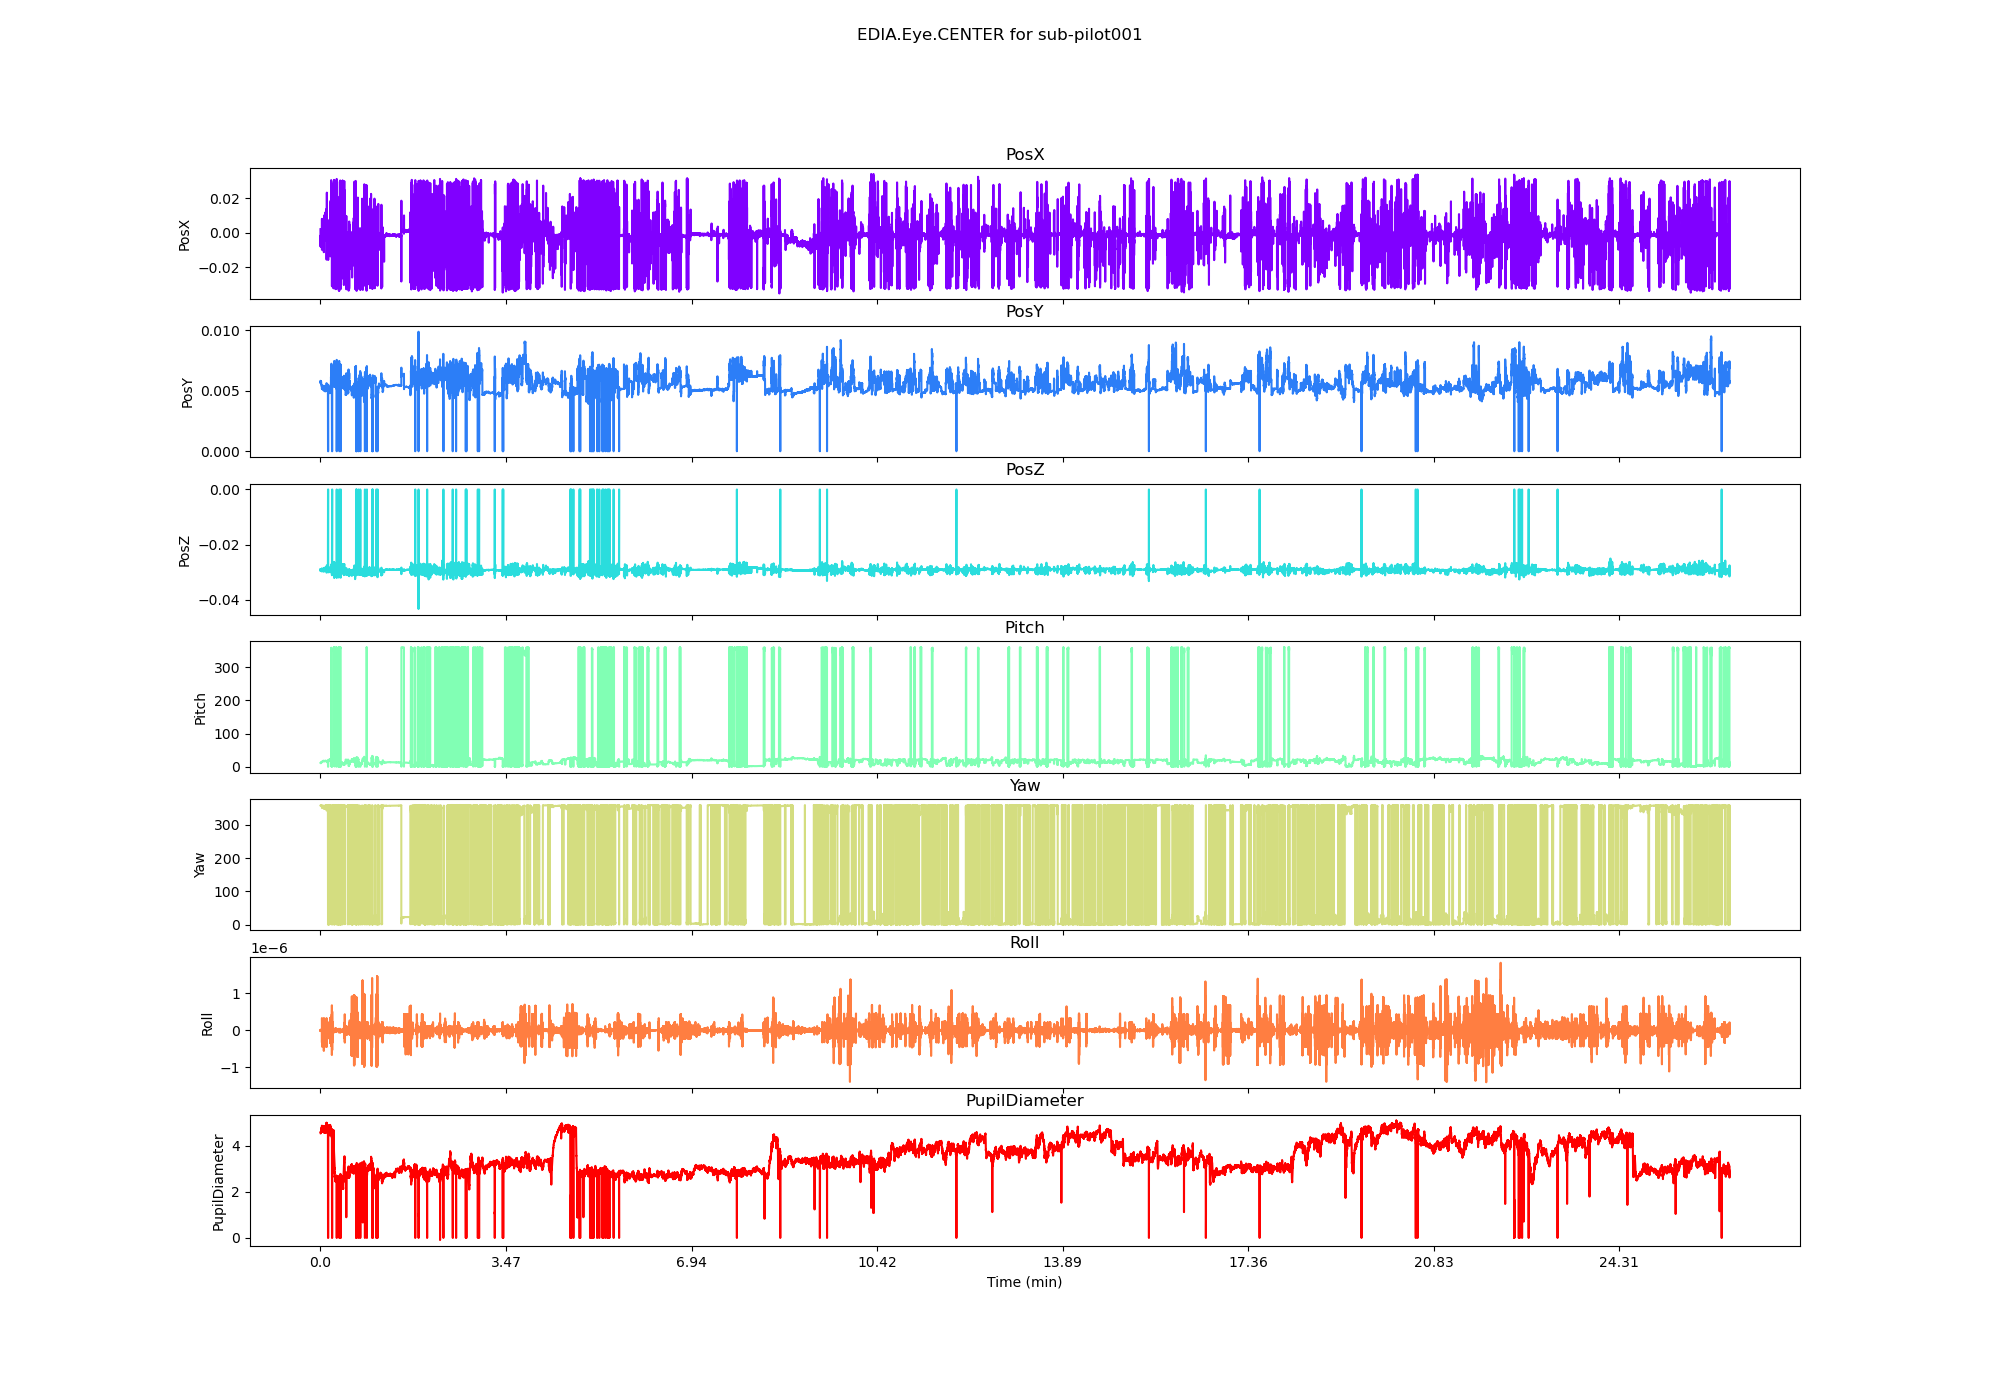 EDIA.Eye.CENTER for sub-pilot001
PosX
PosX
0.02
0.00
−0.02
PosY
PosY
0.010
0.005
0.000
PosZ
PosZ
0.00
−0.02
−0.04
Pitch
Pitch
300
200
100
0
Yaw
Yaw
300
200
100
0
1e−6
Roll
Roll
1
0
−1
PupilDiameter
PupilDiameter
4
2
0
0.0 3.47 6.94 10.42 13.89 17.36 20.83 24.31
Time (min)